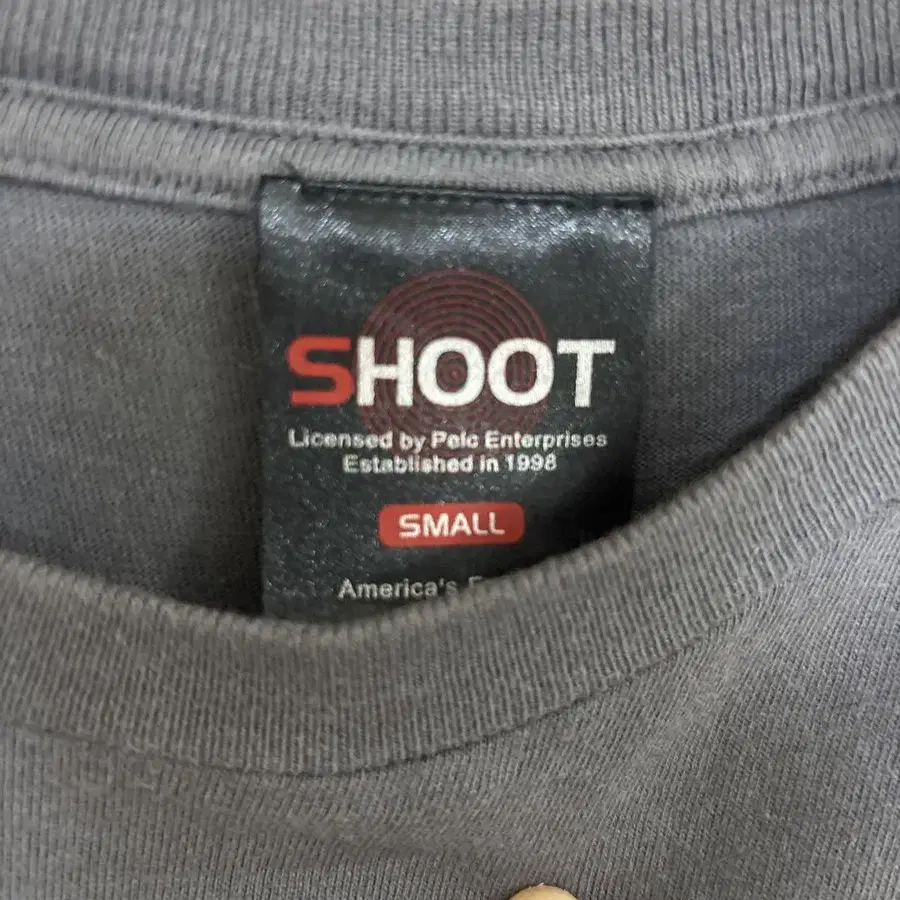 SHOOT
Licensed by Pelc Enterprises
Established in 1998
SMALL
America's